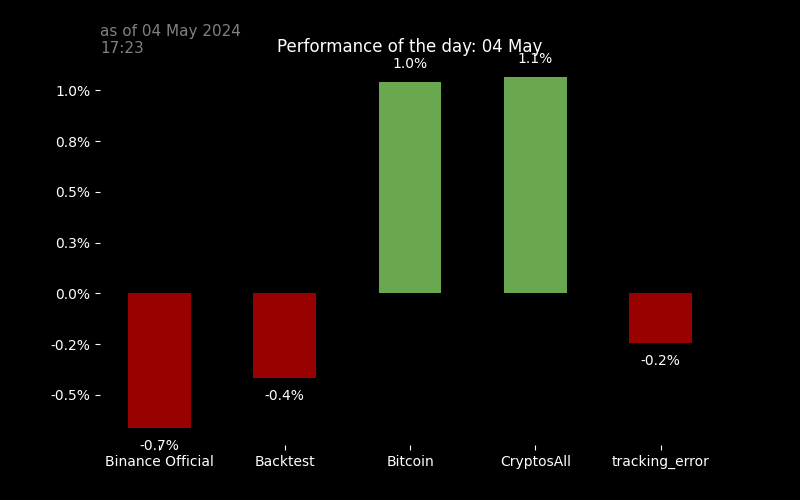 as of 04 May 2024
17:23
Performance of the day: 04 May
1.0%
1.1%
1.0%
0.8%
0.5%
0.3%
0.0%
-0.2%
-0.5%
-0.7%
-0.4%
-0.2%
Binance Official
Backtest
Bitcoin
CryptosAll
tracking_error